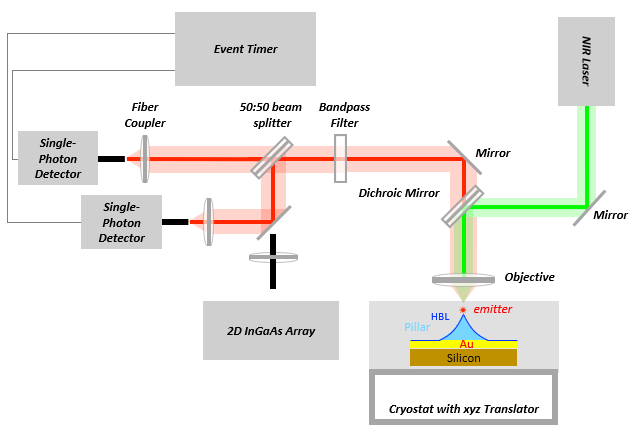 Event Timer
NIR Laser
Fiber
Coupler
50:50 beam
splitter
Bandpass
Filter
Single-
Photon
Detector
Mirror
Dichroic Mirror
Single-
Photon
Detector
Mirror
Objective
2D InGaAs Array
emitter
HBL
Pillar
Au
Silicon
Cryostat with xyz Translator